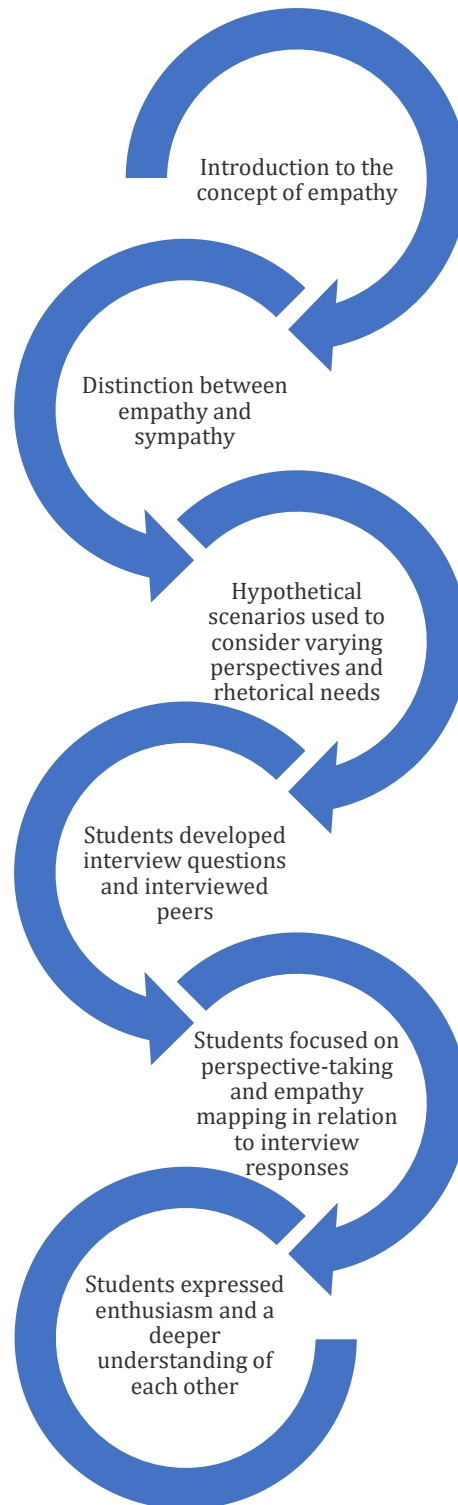 Introduction to the
concept of empathy
Distinction between
empathy and
sympathy
Hypothetical
scenarios used to
consider varying
perspectives and
rhetorical needs
Students developed
interview questions
and interviewed
peers
Students focused on
perspective-taking
and empathy
mapping in relation
to interview
responses
Students expressed
enthusiasm and a
deeper
understanding of
each other